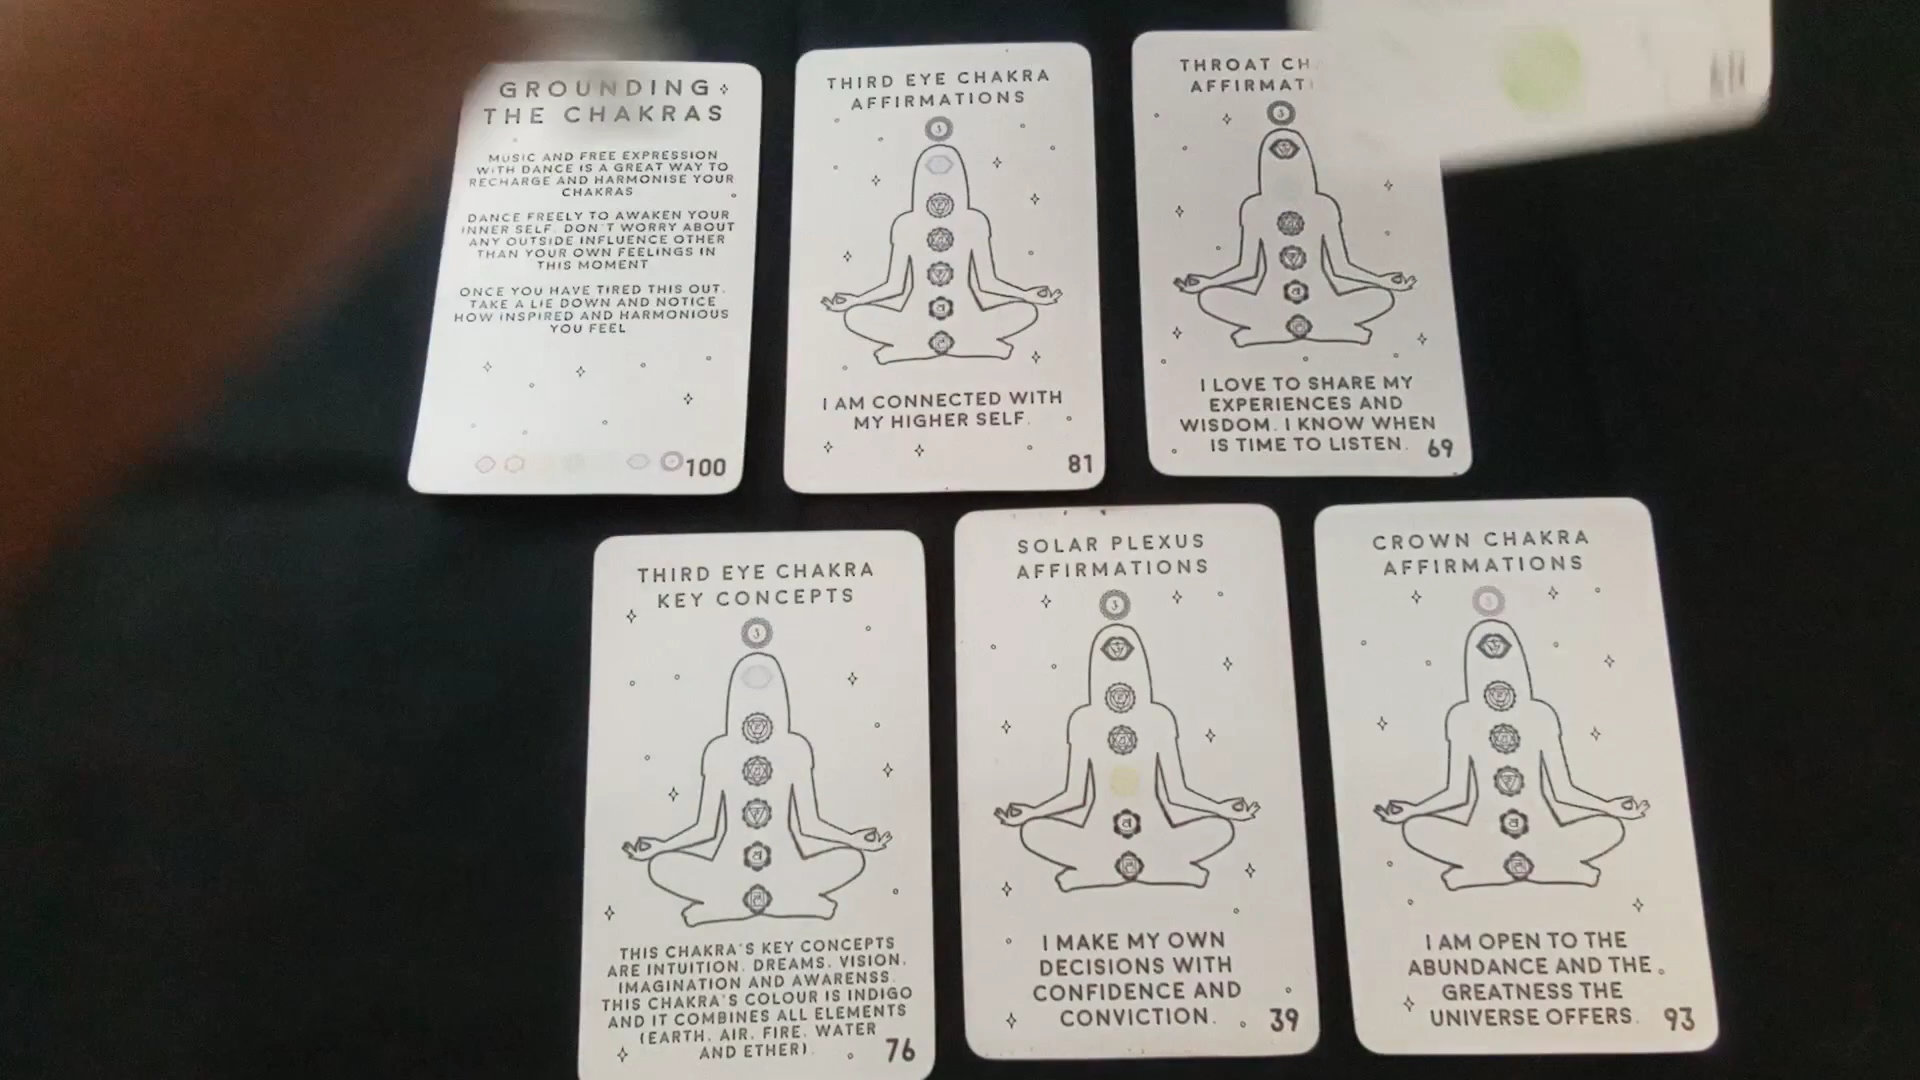 GROUNDING
THE CHAKRAS
MUSIC AND FREE EXPRESSION
WITH DANCE IS A GREAT WAY TO
RECHARGE AND HARMONISE YOUR
CHAKRAS
DANCE FREELY TO AWAKEN YOUR
INNER SELF. DON'T WORRY ABOUT
ANY OUTSIDE INFLUENCE OTHER
THAN YOUR OWN FEELINGS IN
THIS MOMENT
ONCE YOU HAVE TIRED THIS OUT.
TAKE A LIE DOWN AND NOTICE
HOW INSPIRED AND HARMONIOUS
YOU FEEL
100
THIRD EYE CHAKRA
AFFIRMATIONS
I AM CONNECTED WITH
MY HIGHER SELF.
81
THROAT CH
AFFIRMATI
I LOVE TO SHARE MY
EXPERIENCES AND
WISDOM. I KNOW WHEN
IS TIME TO LISTEN.
69
THIRD EYE CHAKRA
KEY CONCEPTS
THIS CHAKRA'S KEY CONCEPTS
ARE INTUITION, DREAMS, VISION,
IMAGINATION AND AWARENSS.
THIS CHAKRA'S COLOUR IS INDIGO
AND IT COMBINES ALL ELEMENTS
(EARTH, AIR, FIRE, WATER
AND ETHER).
76
SOLAR PLEXUS
AFFIRMATIONS
I MAKE MY OWN
DECISIONS WITH
CONFIDENCE AND
CONVICTION.
39
CROWN CHAKRA
AFFIRMATIONS
I AM OPEN TO THE
ABUNDANCE AND THE
GREATNESS THE
UNIVERSE OFFERS.
93